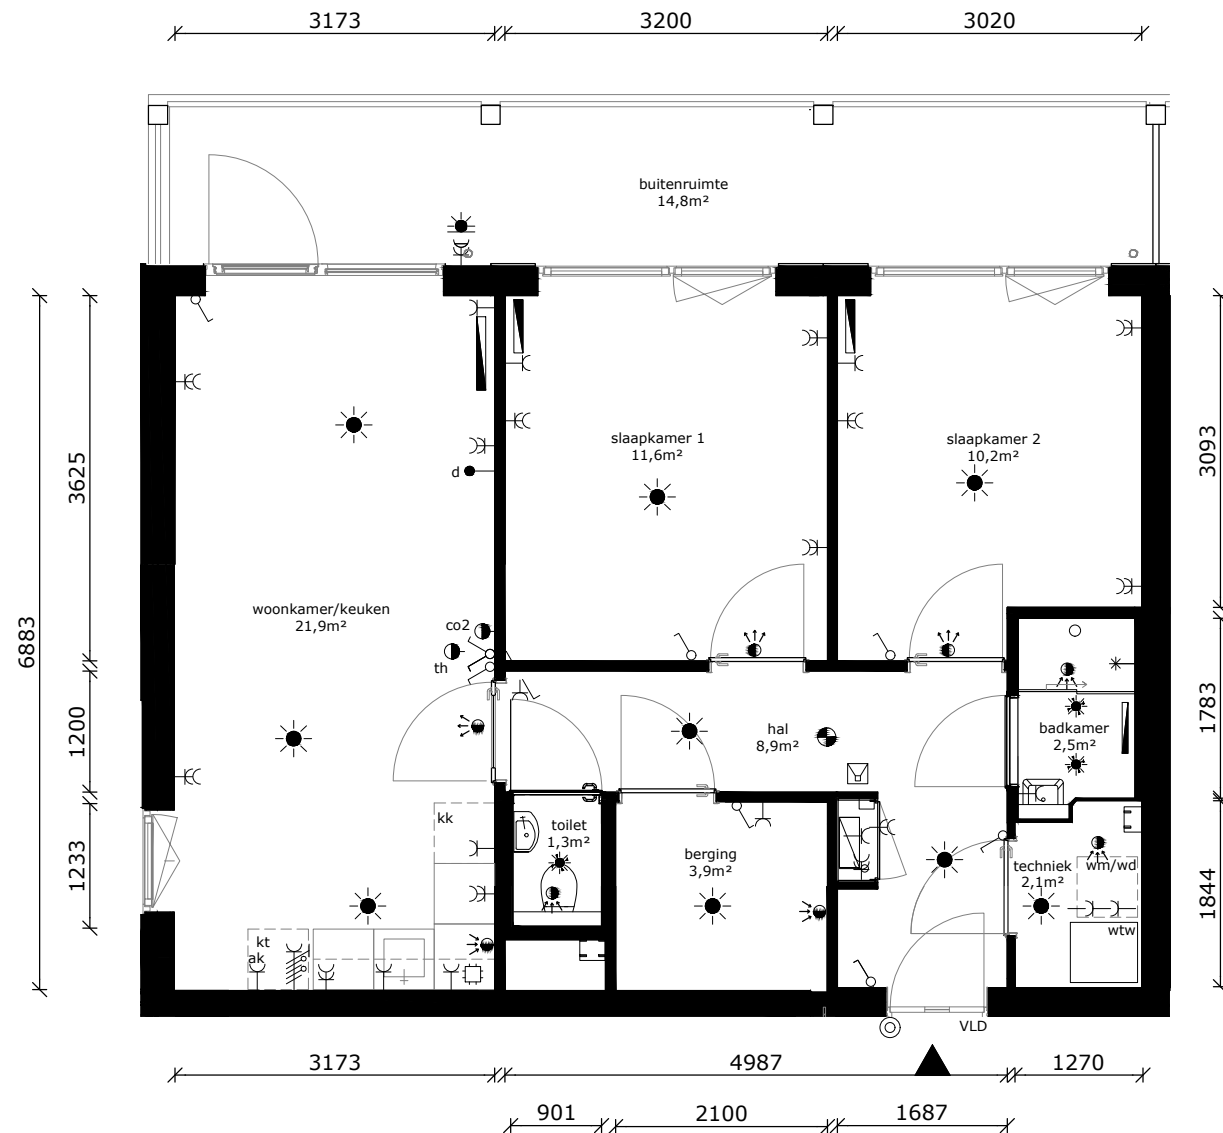 3173
3200
3020
buitenruimte
14,8m²
slaapkamer 1
11,6m²
slaapkamer 2
10,2m²
3625
3093
d
6883
woonkamer/keuken
21,9m²
co2
th
1200
hal
8,9m²
badkamer
2,5m²
1783
kk
toilet
1,3m²
berging
3,9m²
1233
techniek
2,1m²
wm/wd
wtw
1844
kt
ak
VLD
3173
4987
1270
901
2100
1687